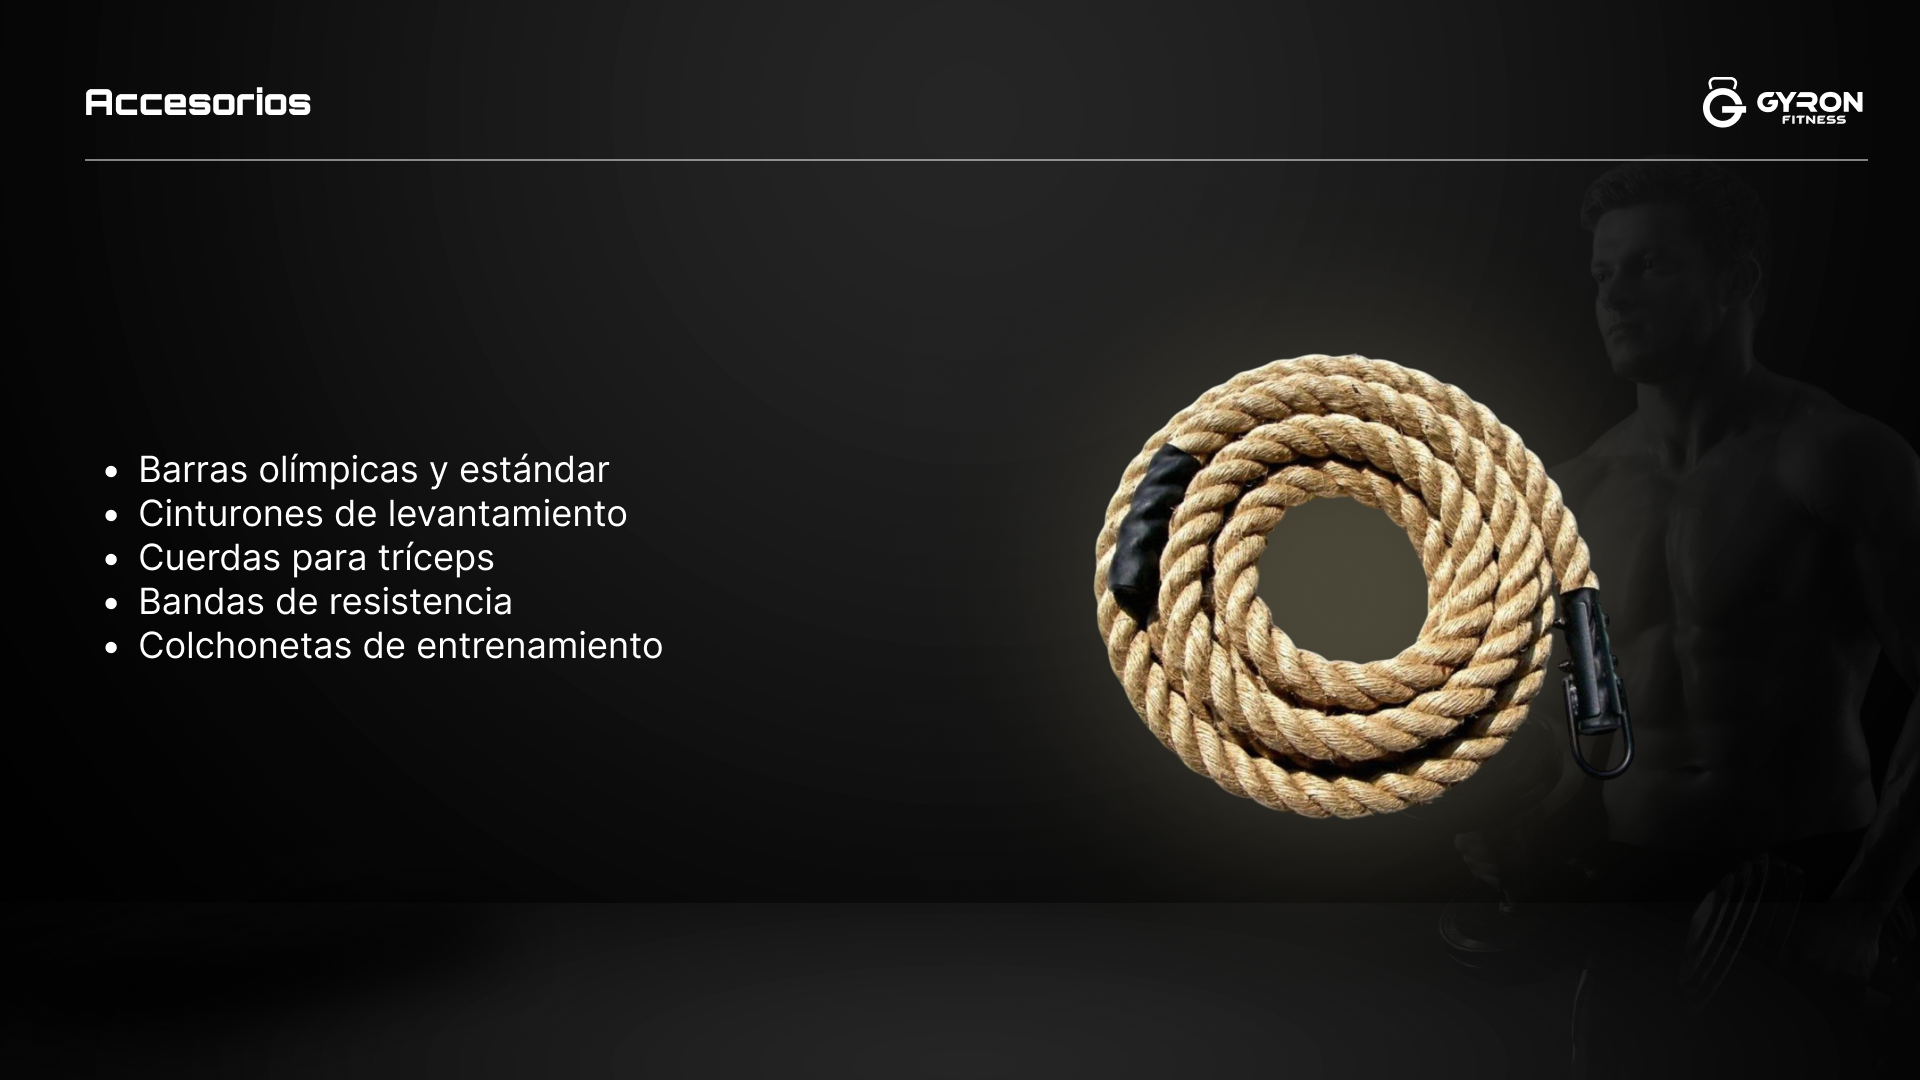 Accesorios
GYRON
FITNESS
• Barras olímpicas y estándar
• Cinturones de levantamiento
• Cuerdas para tríceps
• Bandas de resistencia
• Colchonetas de entrenamiento